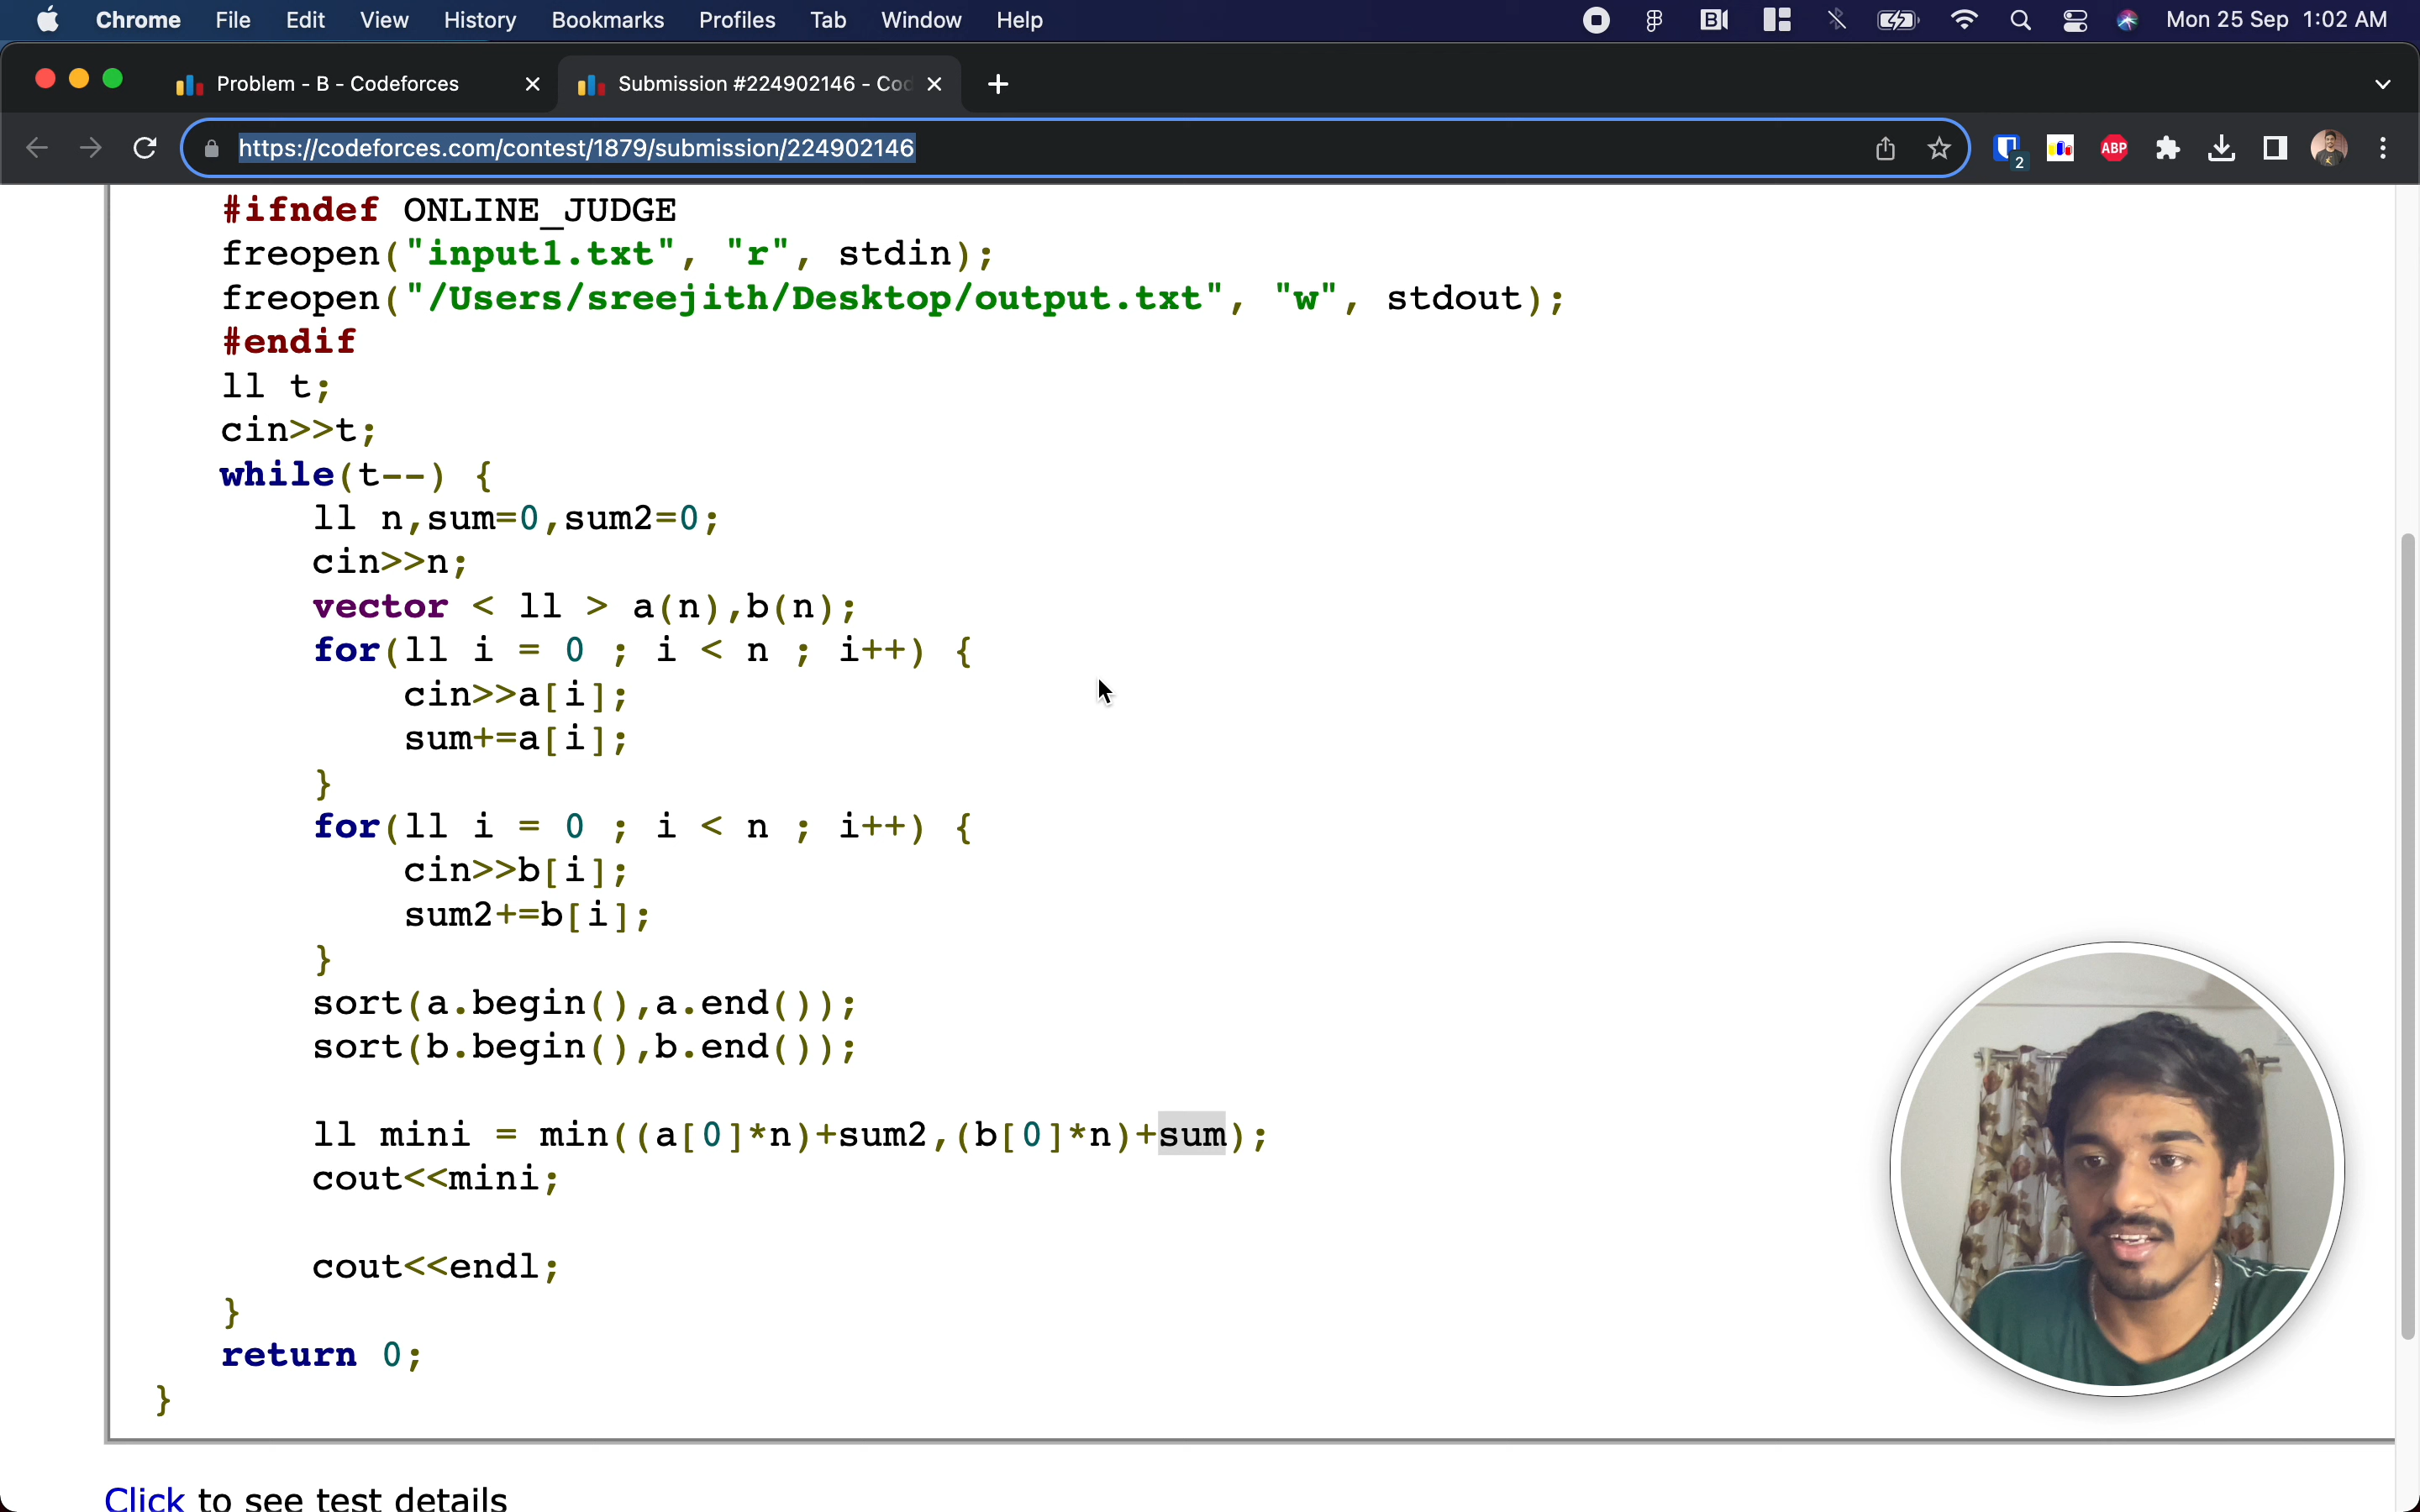 Chrome File Edit View History Bookmarks Profiles Tab Window Help Mon 25 Sep 1:02 AM
Problem - B - Codeforces Submission #224902146 - Co
https://codeforces.com/contest/1879/submission/224902146 2 ABP
#ifndef ONLINE_JUDGE
freopen("input1.txt", "r", stdin);
freopen("/Users/sreejith/Desktop/output.txt", "w", stdout);
#endif
ll t;
cin>>t;
while(t--) {
ll n,sum=0,sum2=0;
cin>>n;
vector < ll > a(n),b(n);
for(ll i = 0 ; i < n ; i++) {
cin>>a[i];
sum+=a[i];
}
for(ll i = 0 ; i < n ; i++) {
cin>>b[i];
sum2+=b[i];
}
sort(a.begin(),a.end());
sort(b.begin(),b.end());
ll mini = min((a[0]*n)+sum2,(b[0]*n)+sum);
cout<<mini;
cout<<endl;
}
return 0;
}
Click to see test details